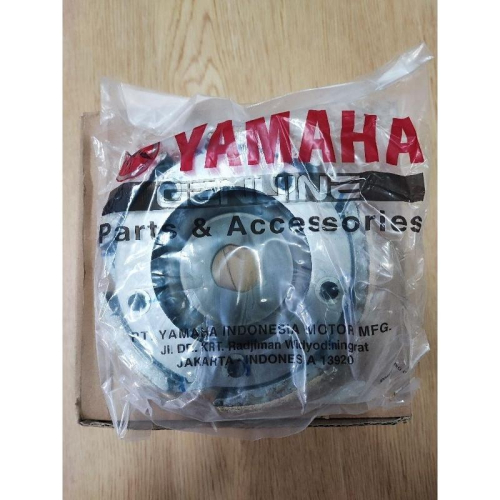 YAMAHA
GENUINE
Parts & Accessories
PT. YAMAHA INDONESIA MOTOR MFG.
Jl. DR. KRT. Radjiman Widyodiningrat
JAKARTA - INDONESIA 13920